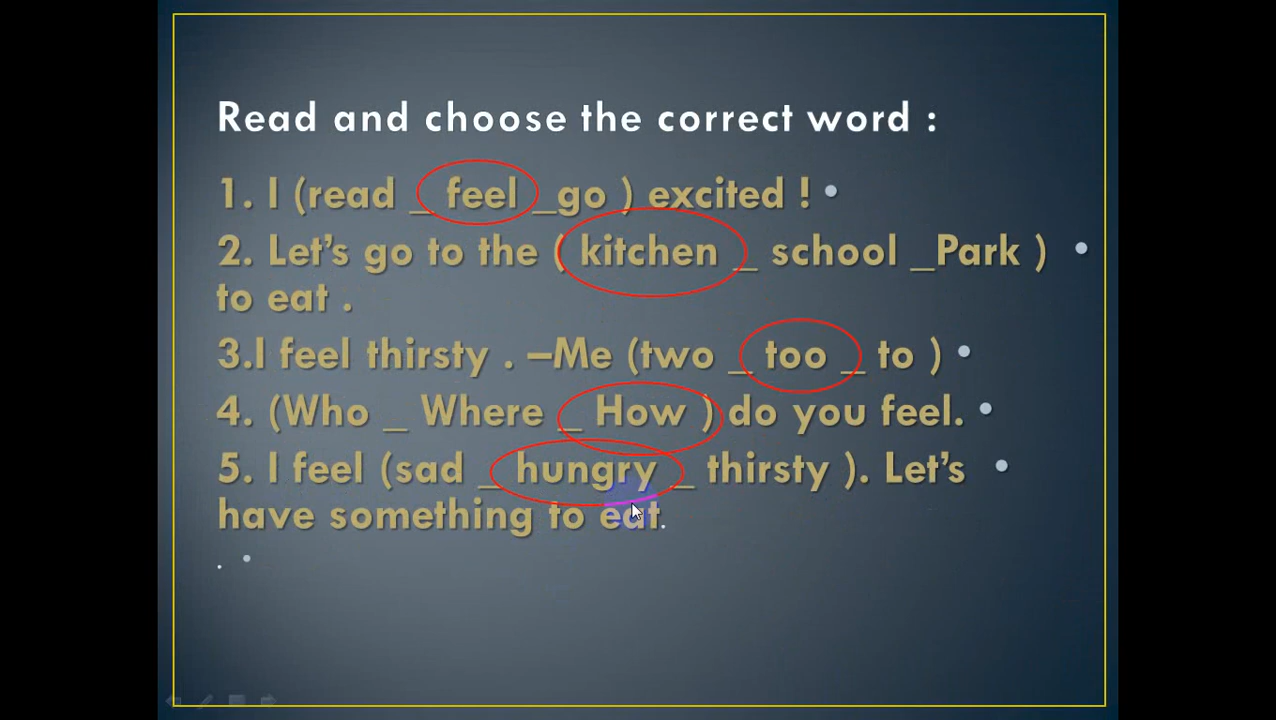 Read and choose the correct word :
1. I (read _ feel _go ) excited ! •
2. Let's go to the ( kitchen _ school _Park ) •
to eat .
3.I feel thirsty . –Me (two _ too _ to ) •
4. (Who _ Where _ How ) do you feel. •
5. I feel (sad _ hungry _ thirsty ). Let's •
have something to eat.
. •